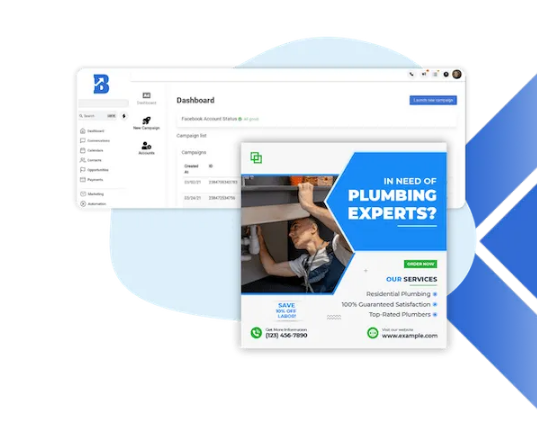 B
Search
Dashboard
Conversations
Calendars
Contacts
Opportunities
Payments
Marketing
Automation
Ad
Dashboard
New Campaign
Accounts
Dashboard
Launch new campaign
Facebook Account Status
all good
Campaign list
Campaigns
Created at
ID
IN NEED OF
PLUMBING
EXPERTS?
ORDER NOW
OUR SERVICES
Residential Plumbing
100% Guaranteed Satisfaction
Top-Rated Plumbers
SAVE
10% OFF
LABOR!
Get More Information
(123) 456-7890
Visit our website
www.example.com